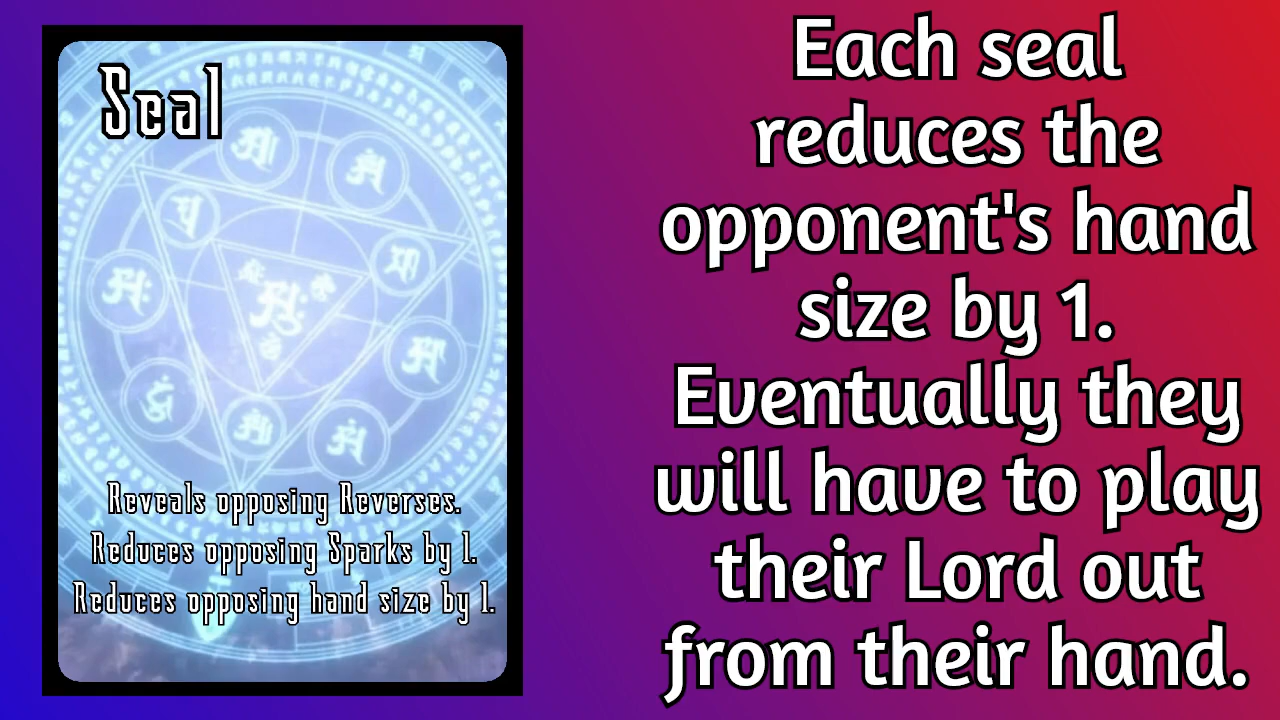 Seal
Reveals opposing Reverses.
Reduces opposing Sparks by 1.
Reduces opposing hand size by 1.
Each seal
reduces the
opponent's hand
size by 1.
Eventually they
will have to play
their Lord out
from their hand.